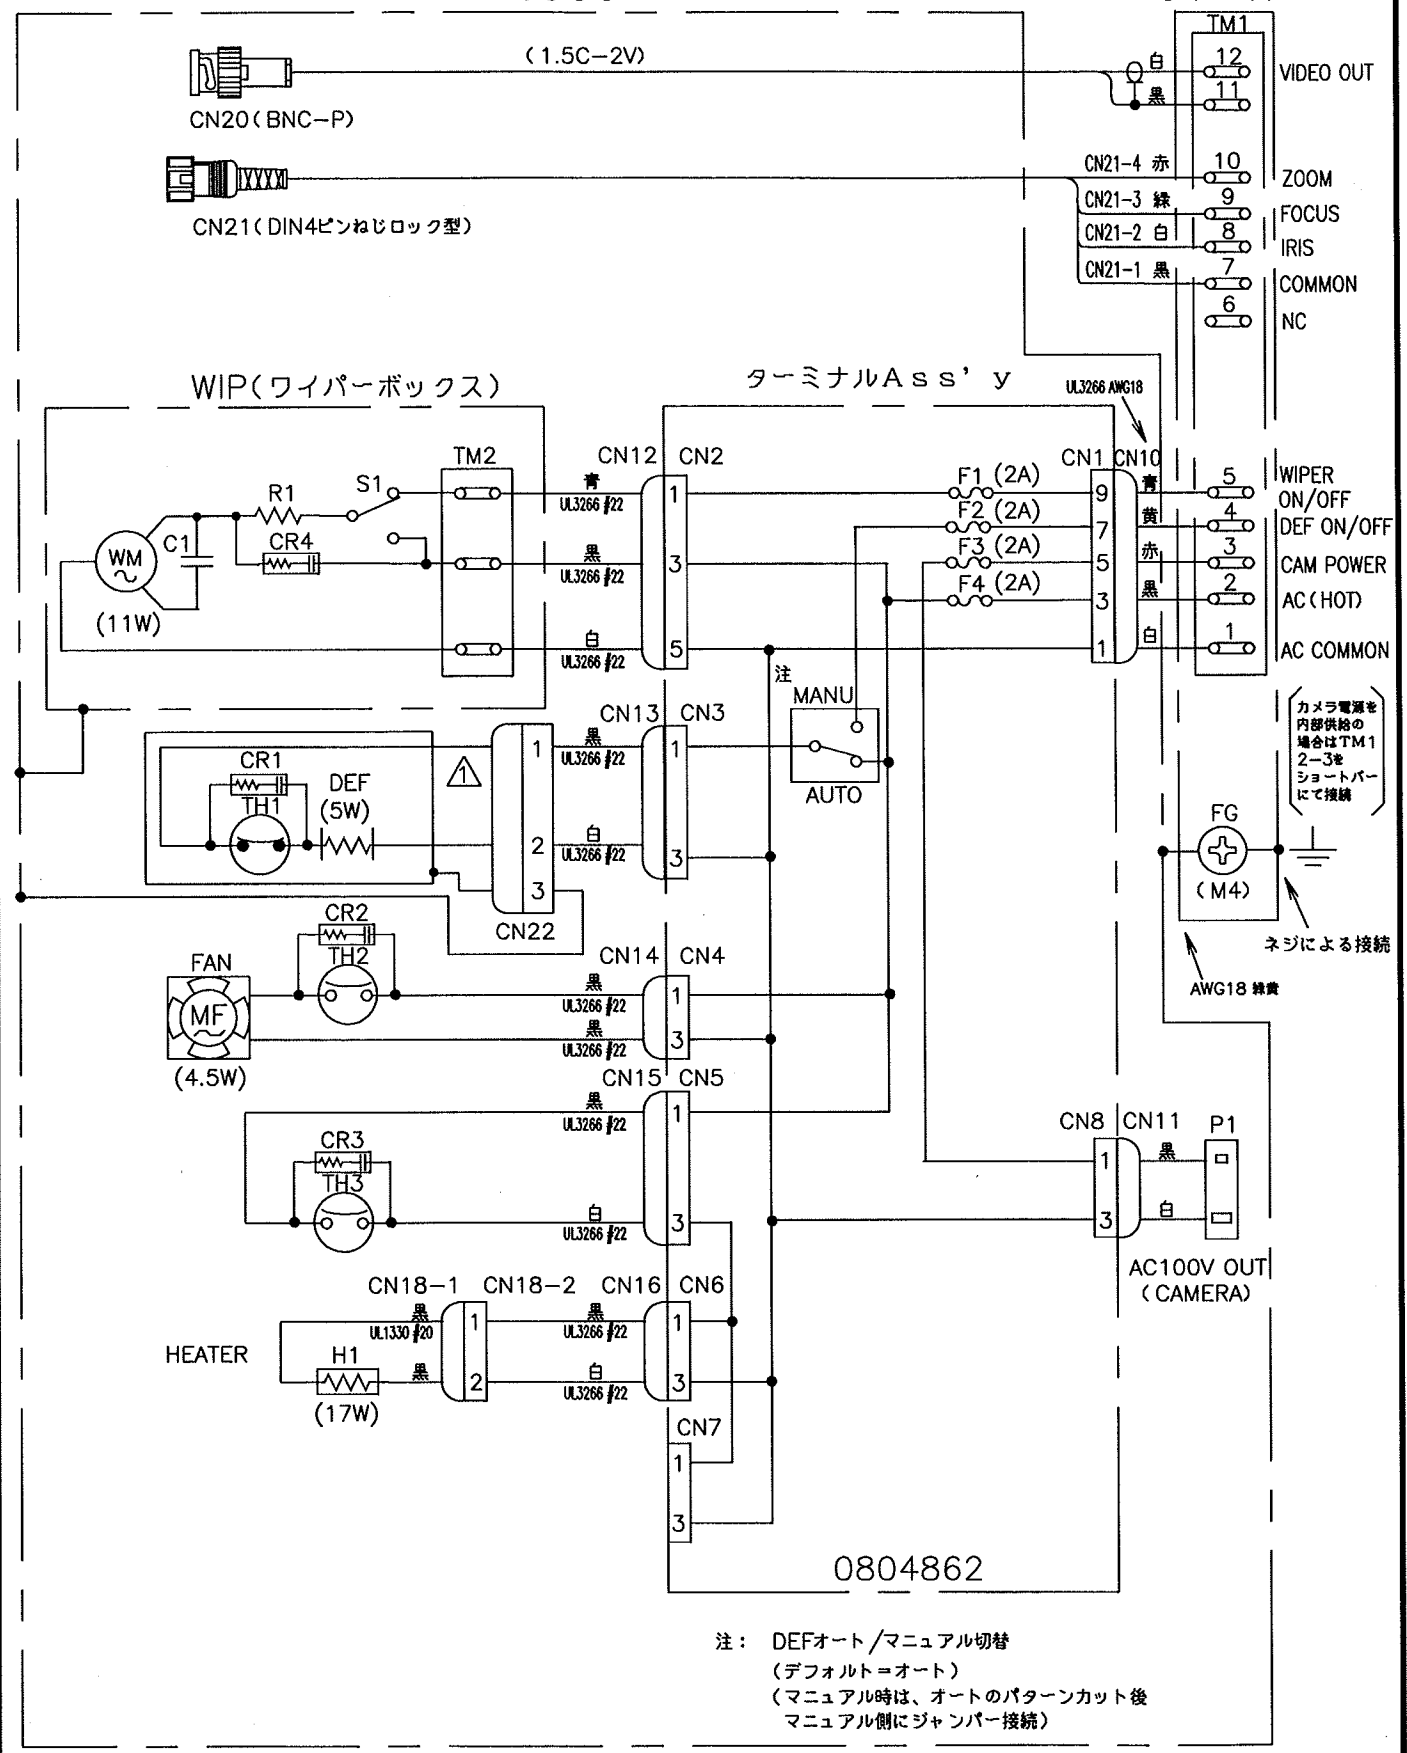 TM1
(1.5C-2V)
白
12
VIDEO OUT
黒
11
CN20(BNC-P)
CN21-4 赤
10
ZOOM
CN21-3 緑
9
FOCUS
CN21(DIN4ピンねじロック型)
CN21-2 白
8
IRIS
CN21-1 黒
7
COMMON
6
NC
WIP(ワイパーボックス)
ターミナルAss'y
UL3266 AWG18
TM2
CN12
CN2
CN1
CN10
R1
S1
青
UL3266 #22
1
F1 (2A)
9
青
5
WIPER
ON/OFF
F2 (2A)
7
黄
4
DEF ON/OFF
WM
C1
CR4
黒
UL3266 #22
3
F3 (2A)
5
赤
3
CAM POWER
(11W)
F4 (2A)
3
黒
2
AC(HOT)
白
UL3266 #22
5
1
白
1
AC COMMON
注
MANU
AUTO
カメラ電源を
内部供給の
場合はTM1
2-3を
ショートバー
にて接続
CN13
CN3
1
黒
UL3266 #22
1
1
CR1
TH1
DEF
(5W)
2
白
UL3266 #22
3
3
CN22
FG
(M4)
ネジによる接続
AWG18 緑黄
CR2
TH2
FAN
MF
(4.5W)
CN14
CN4
黒
UL3266 #22
1
黒
UL3266 #22
3
CN15
CN5
黒
UL3266 #22
1
CR3
TH3
白
UL3266 #22
3
CN8
CN11
P1
1
黒
3
白
AC100V OUT
(CAMERA)
CN18-1
CN18-2
CN16
CN6
黒
UL1330 #20
1
黒
UL3266 #22
1
HEATER
H1
黒
2
白
UL3266 #22
3
(17W)
CN7
1
3
0804862
注: DEFオート/マニュアル切替
(デフォルト=オート)
(マニュアル時は、オートのパターンカット後
マニュアル側にジャンパー接続)